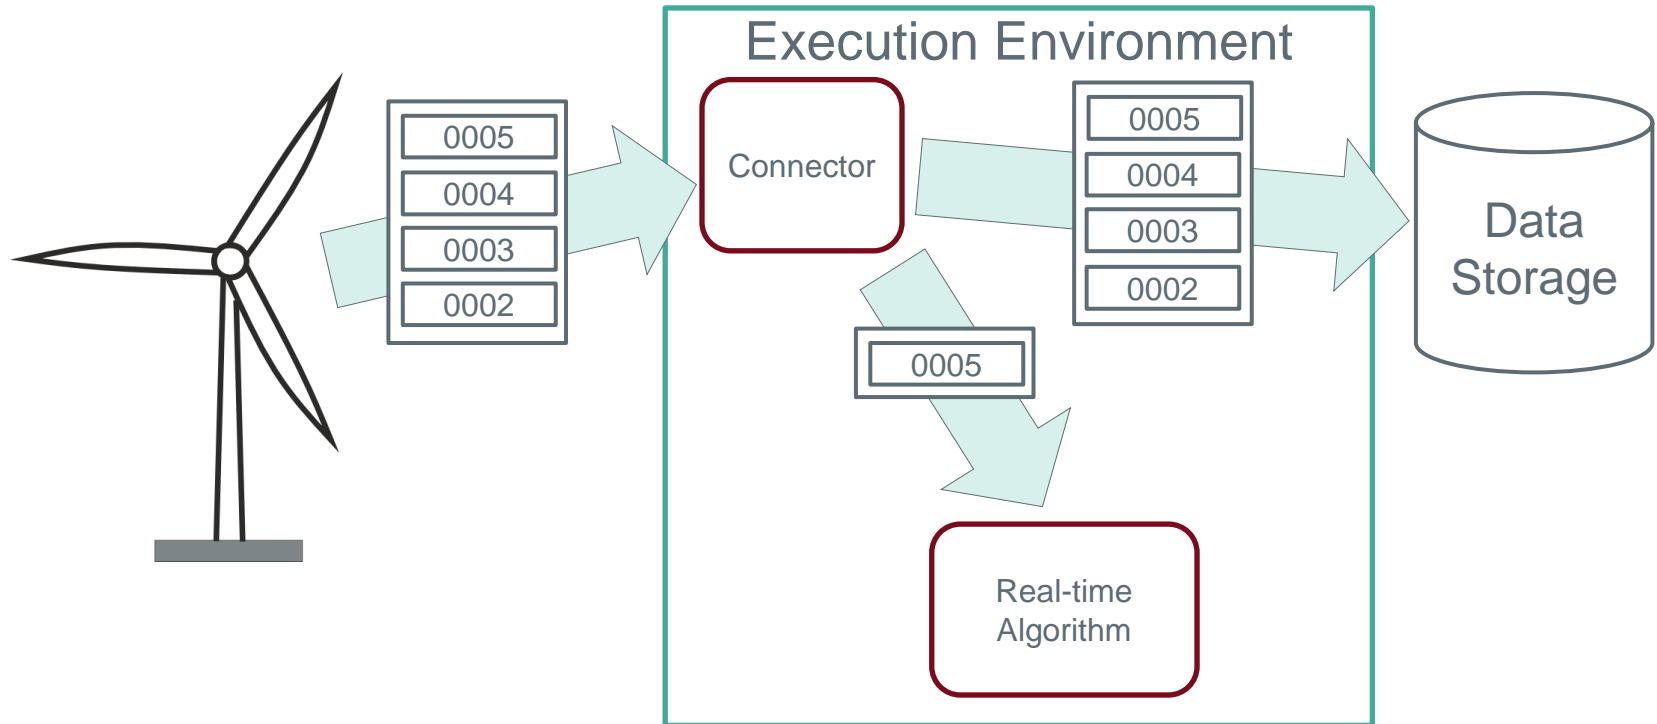 Execution Environment
0005
0004
0003
0002
Connector
0005
0004
0003
0002
0005
Real-time
Algorithm
Data
Storage